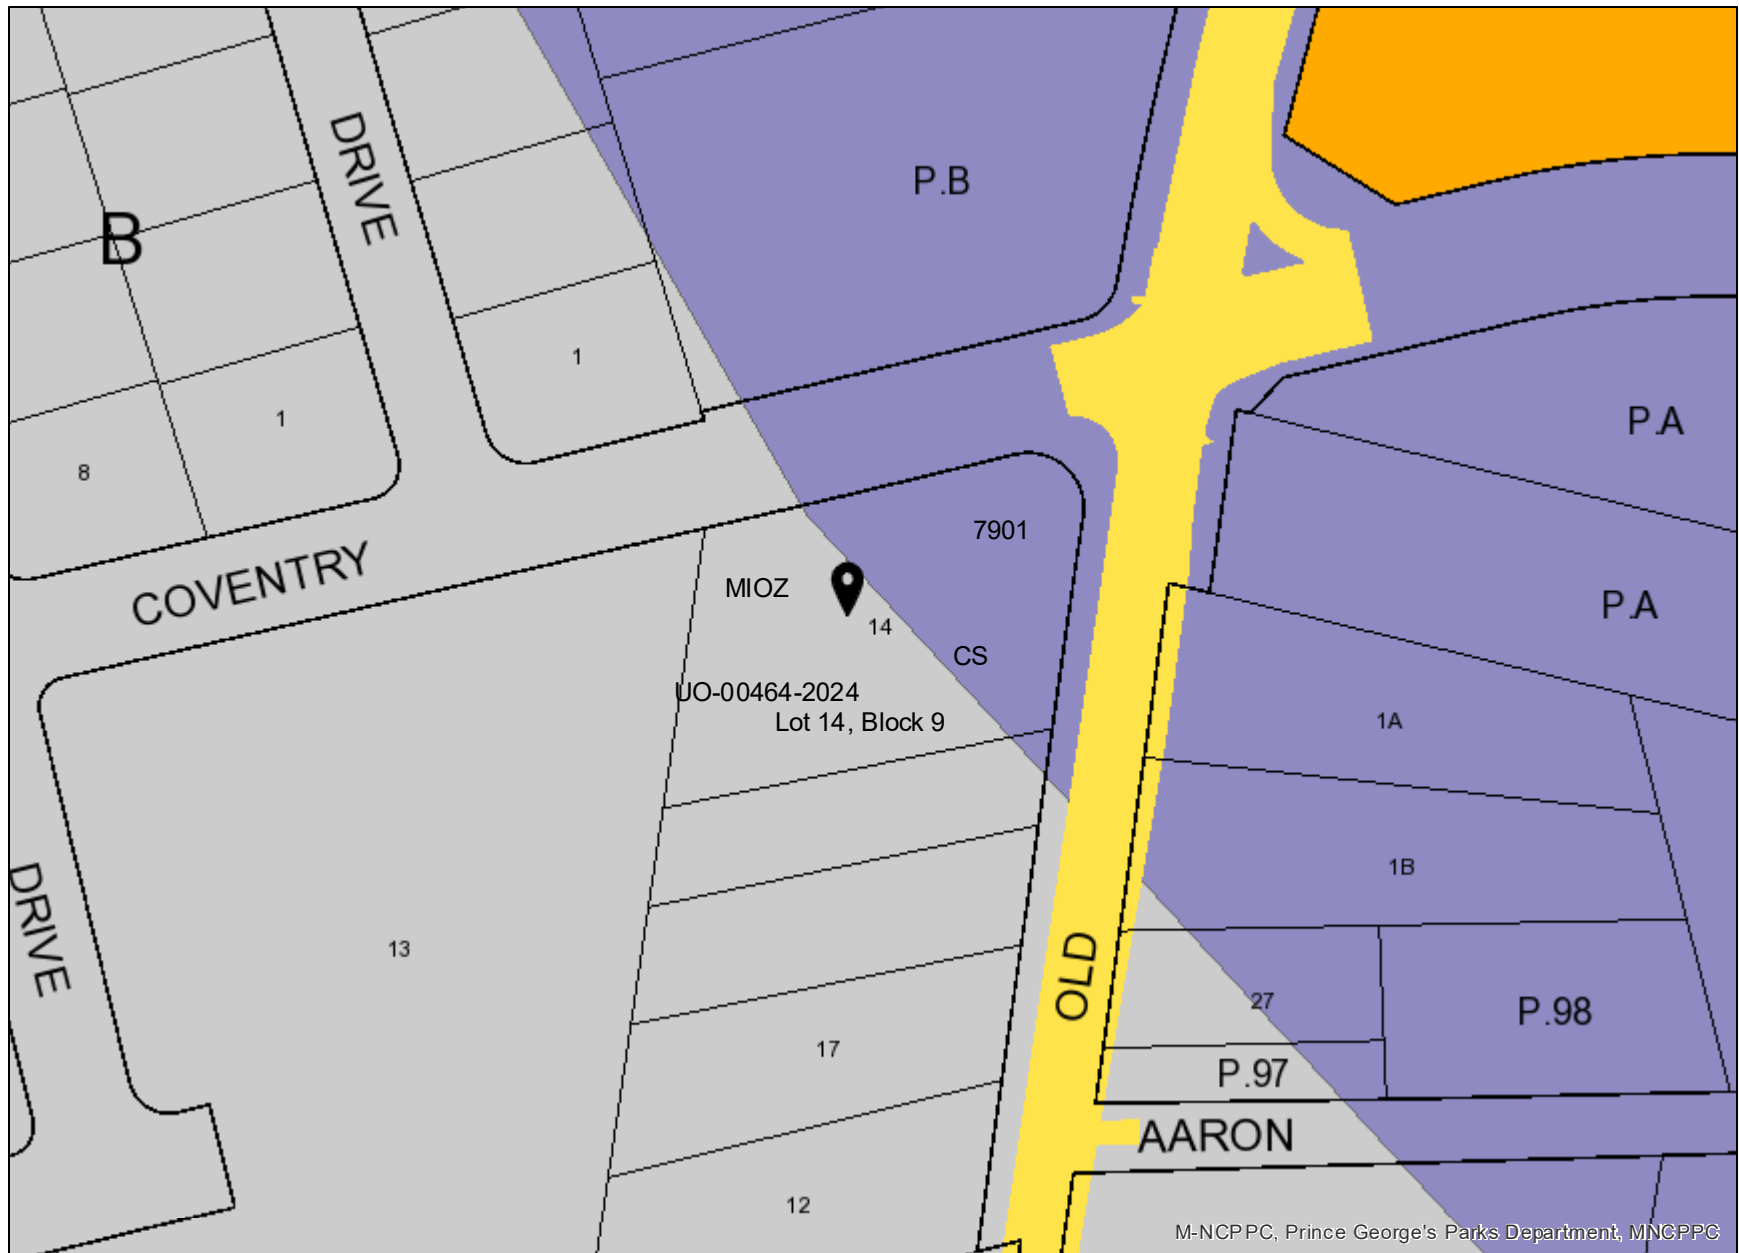 DRIVE
P.B
B
1
1
P.A
8
7901
COVENTRY
MIOZ
P.A
14
CS
UO-00464-2024
Lot 14, Block 9
1A
1B
DRIVE
13
OLD
27
P.98
17
P.97
AARON
12
M-NCPPC, Prince George's Parks Department, MNCPPC